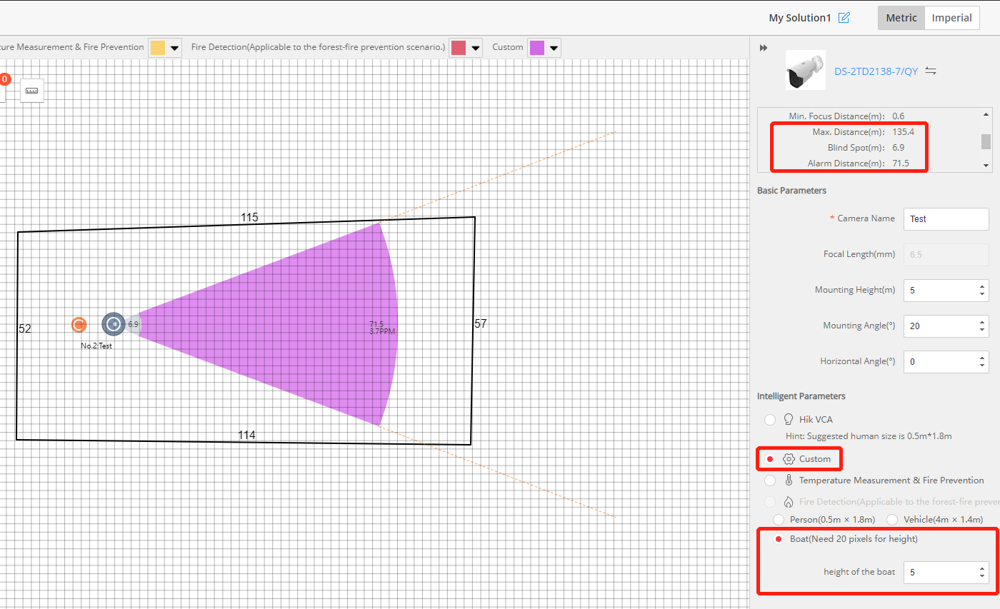 My Solution1
Metric Imperial
ure Measurement & Fire Prevention Fire Detection(Applicable to the forest-fire prevention scenario.) Custom
0
DS-2TD2138-7/QY
Min. Focus Distance(m): 0.6
Max. Distance(m): 135.4
Blind Spot(m): 6.9
Alarm Distance(m): 71.5
Basic Parameters
* Camera Name Test
Focal Length(mm) 6.5
Mounting Height(m) 5
Mounting Angle(°) 20
Horizontal Angle(°) 0
Intelligent Parameters
Hik VCA
Hint: Suggested human size is 0.5m*1.8m
Custom
Temperature Measurement & Fire Prevention
Fire Detection(Applicable to the forest-fire prever
Person(0.5m × 1.8m) Vehicle(4m × 1.4m)
Boat(Need 20 pixels for height)
height of the boat 5
115
52
C
6.9
71.5
3.7PPM
57
No.2:Test
114